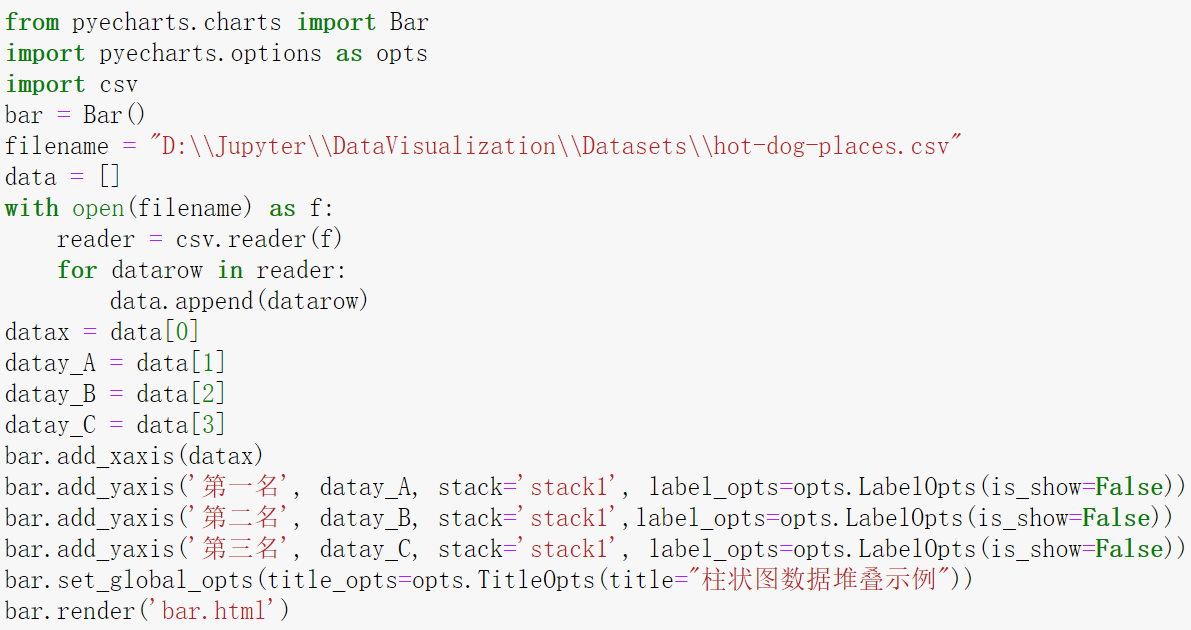 from pyecharts.charts import Bar
import pyecharts.options as opts
import csv
bar = Bar()
filename = "D:\\Jupyter\\DataVisualization\\Datasets\\hot-dog-places.csv"
data = []
with open(filename) as f:
    reader = csv.reader(f)
    for datarow in reader:
        data.append(datarow)
datax = data[0]
datay_A = data[1]
datay_B = data[2]
datay_C = data[3]
bar.add_xaxis(datax)
bar.add_yaxis('第一名', datay_A, stack='stack1', label_opts=opts.LabelOpts(is_show=False))
bar.add_yaxis('第二名', datay_B, stack='stack1',label_opts=opts.LabelOpts(is_show=False))
bar.add_yaxis('第三名', datay_C, stack='stack1', label_opts=opts.LabelOpts(is_show=False))
bar.set_global_opts(title_opts=opts.TitleOpts(title="柱状图数据堆叠示例"))
bar.render('bar.html')